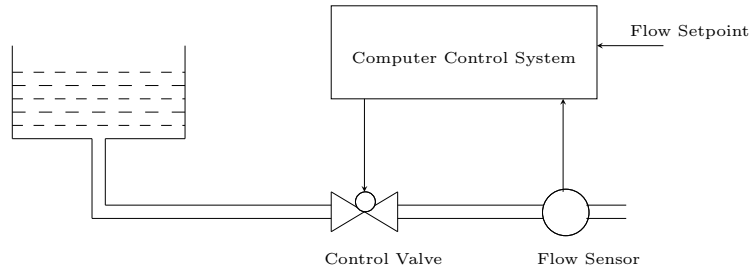 Flow Setpoint
Computer Control System
Control Valve
Flow Sensor